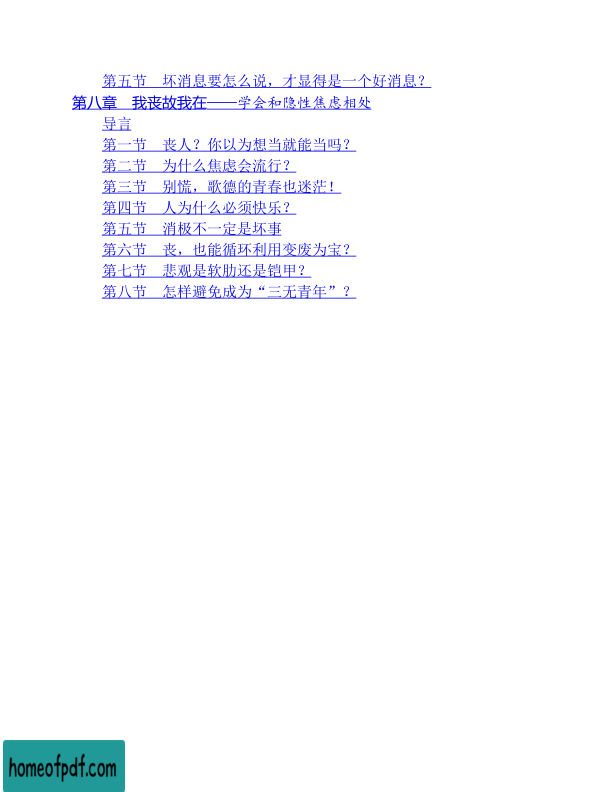 第五节　坏消息要怎么说，才显得是一个好消息？
第八章　我丧故我在——学会和隐性焦虑相处
导言
第一节　丧人？你以为想当就能当吗？
第二节　为什么焦虑会流行？
第三节　别慌，歌德的青春也迷茫！
第四节　人为什么必须快乐？
第五节　消极不一定是坏事
第六节　丧，也能循环利用变废为宝？
第七节　悲观是软肋还是铠甲？
第八节　怎样避免成为“三无青年”？
homeofpdf.com